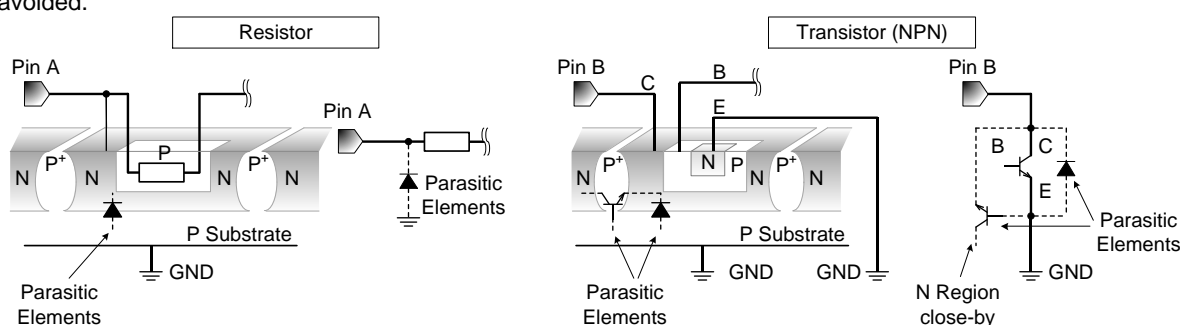 avoided.
Resistor
Transistor (NPN)
Pin A
Pin A
Pin B
C
B
E
Pin B
N
P+
N
P
N
P+
N
Parasitic
Elements
P Substrate
GND
Parasitic
Elements
N
P+
N
N
P
N
P+
N
P Substrate
GND
GND
Parasitic
Elements
B
C
E
Parasitic
Elements
GND
N Region
close-by